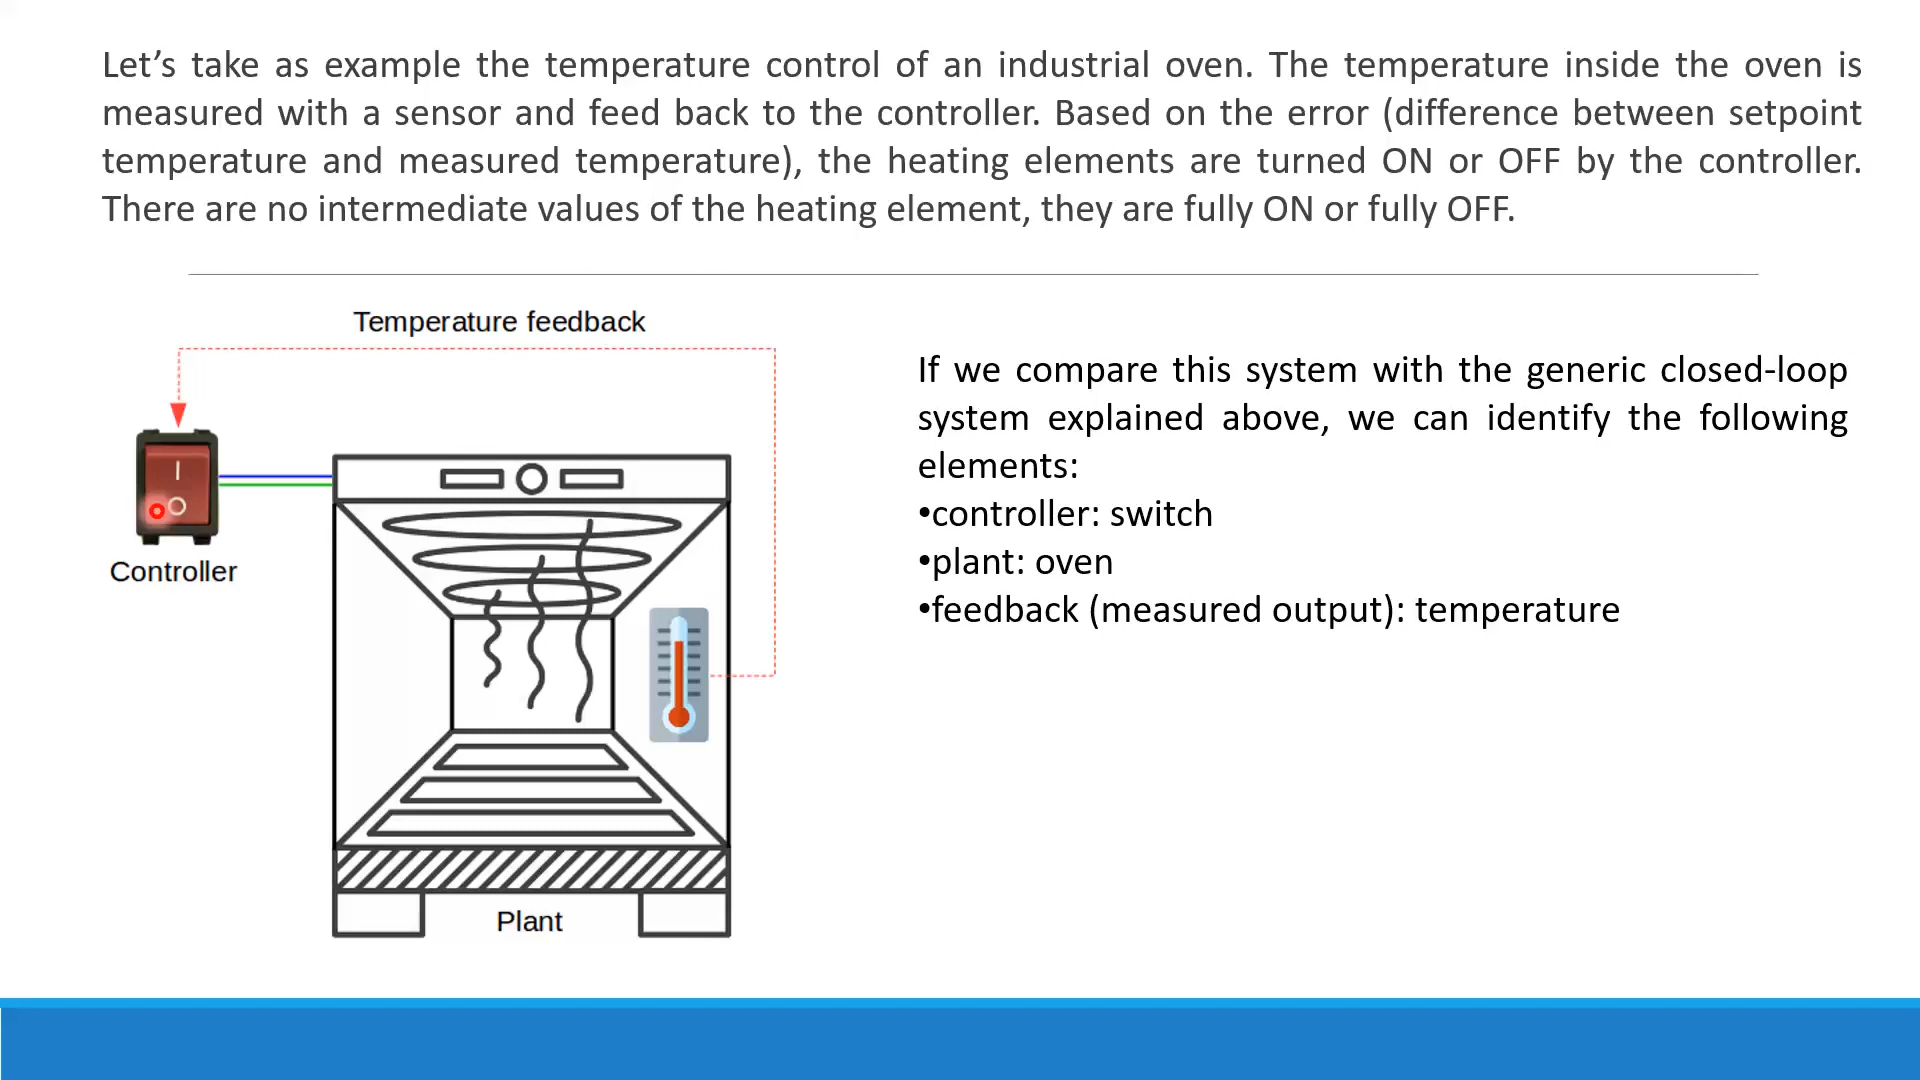 Let’s take as example the temperature control of an industrial oven. The temperature inside the oven is
measured with a sensor and feed back to the controller. Based on the error (difference between setpoint
temperature and measured temperature), the heating elements are turned ON or OFF by the controller.
There are no intermediate values of the heating element, they are fully ON or fully OFF.
Temperature feedback
Controller
Plant
If we compare this system with the generic closed-loop
system explained above, we can identify the following
elements:
•controller: switch
•plant: oven
•feedback (measured output): temperature